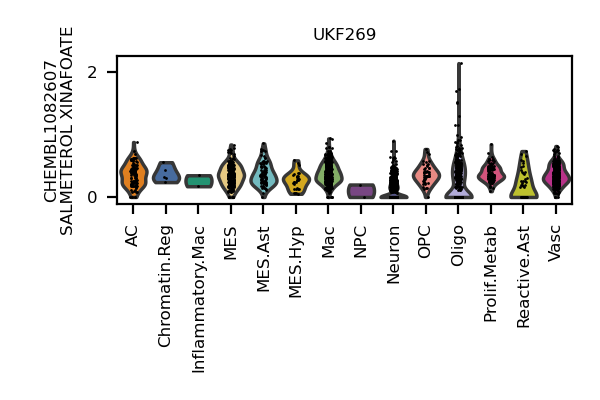 UKF269
CHEMBL1082607
SALMETEROL XINAFOATE
2
0
AC
Chromatin.Reg
Inflammatory.Mac
MES
MES.Ast
MES.Hyp
Mac
NPC
Neuron
OPC
Oligo
Prolif.Metab
Reactive.Ast
Vasc